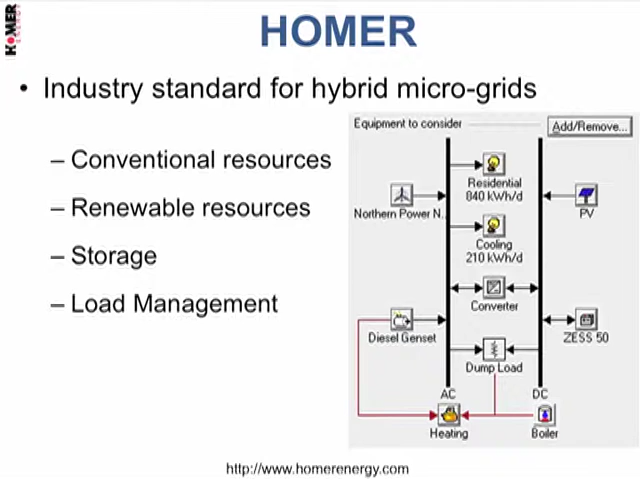 HOMER
ENERGY
HOMER
• Industry standard for hybrid micro-grids
– Conventional resources
– Renewable resources
– Storage
– Load Management
Equipment to consider
Add/Remove...
Residential
840 kWh/d
Northern Power N..
PV
Cooling
210 kWh/d
Converter
Diesel Genset
ZESS 50
Dump Load
AC
DC
Heating
Boiler
http://www.homerenergy.com